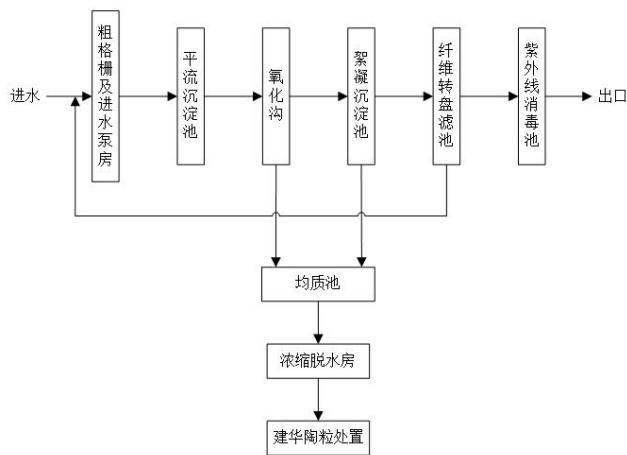 进水
粗格栅及进水泵房
平流沉淀池
氧化沟
絮凝沉淀池
纤维转盘滤池
紫外线消毒池
出口
均质池
浓缩脱水房
建华陶粒处置